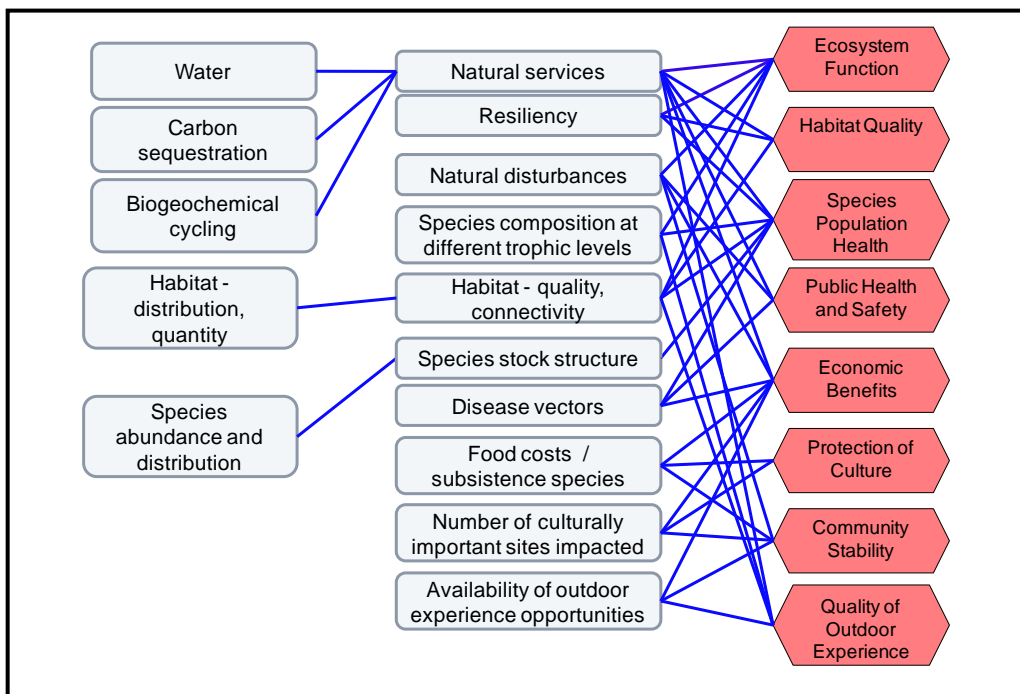 Water
Carbon
sequestration
Biogeochemical
cycling
Habitat -
distribution,
quantity
Species
abundance and
distribution
Natural services
Resiliency
Natural disturbances
Species composition at
different trophic levels
Habitat - quality,
connectivity
Species stock structure
Disease vectors
Food costs /
subsistence species
Number of culturally
important sites impacted
Availability of outdoor
experience opportunities
Ecosystem
Function
Habitat Quality
Species
Population
Health
Public Health
and Safety
Economic
Benefits
Protection of
Culture
Community
Stability
Quality of
Outdoor
Experience